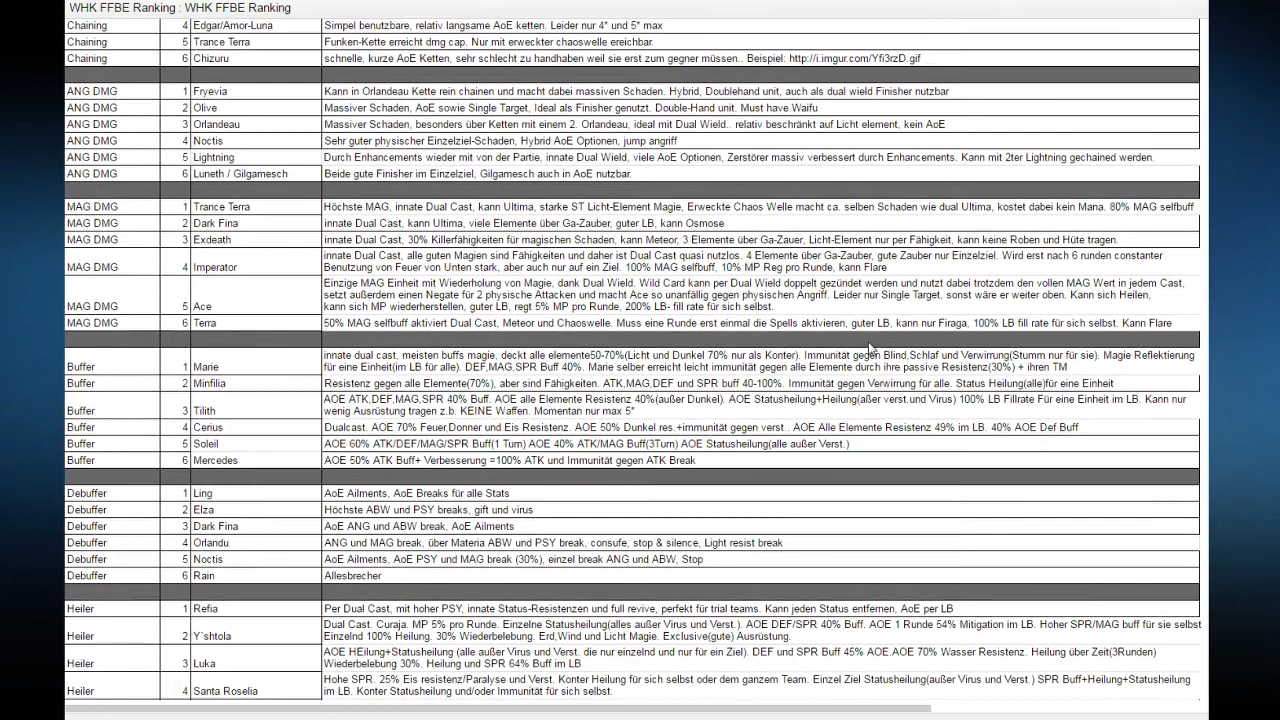 WHK FFBE Ranking : WHK FFBE Ranking
Chaining 4 Edgar/Amor-Luna Simpel benutzbare, relativ langsame AoE ketten. Leider nur 4* und 5* max
Chaining 5 Trance Terra Funken-Kette erreicht dmg cap. Nur mit erweckter chaoswelle ereichbar.
Chaining 6 Chizuru schnelle, kurze AoE Ketten, sehr schlecht zu handhaben weil sie erst zum gegner müssen.. Beispiel: http://i.imgur.com/Yfi3rzD.gif
ANG DMG 1 Fryevia Kann in Orlandeau Kette rein chainen und macht dabei massiven Schaden. Hybrid, Doublehand unit, auch als dual wield Finisher nutzbar
ANG DMG 2 Olive Massiver Schaden, AoE sowie Single Target, Ideal als Finisher genutzt. Double-Hand unit. Must have Waifu
ANG DMG 3 Orlandeau Massiver Schaden, besonders über Ketten mit einem 2. Orlandeau, ideal mit Dual Wield.. relativ beschränkt auf Licht element, kein AoE
ANG DMG 4 Noctis Sehr guter physischer Einzelziel-Schaden, Hybrid AoE Optionen, jump angriff
ANG DMG 5 Lightning Durch Enhancements wieder mit von der Partie, innate Dual Wield, viele AoE Optionen, Zerstörer massiv verbessert durch Enhancements. Kann mit 2ter Lightning gechained werden.
ANG DMG 6 Luneth / Gilgamesch Beide gute Finisher im Einzelziel, Gilgamesch auch in AoE nutzbar.
MAG DMG 1 Trance Terra Höchste MAG, innate Dual Cast, kann Ultima, starke ST Licht-Element Magie, Erweckte Chaos Welle macht ca. selben Schaden wie dual Ultima, kostet dabei kein Mana. 80% MAG selfbuff
MAG DMG 2 Dark Fina innate Dual Cast, kann Ultima, viele Elemente über Ga-Zauber, guter LB, kann Osmose
MAG DMG 3 Exdeath innate Dual Cast, 30% Killerfähigkeiten für magischen Schaden, kann Meteor, 3 Elemente über Ga-Zauer, Licht-Element nur per Fähigkeit, kann keine Roben und Hüte tragen.
innate Dual Cast, alle guten Magien sind Fähigkeiten und daher ist Dual Cast quasi nutzlos. 4 Elemente über Ga-Zauber, gute Zauber nur Einzelziel. Wird erst nach 6 runden constanter
MAG DMG 4 Imperator Benutzung von Feuer von Unten stark, aber auch nur auf ein Ziel. 100% MAG selfbuff, 10% MP Reg pro Runde, kann Flare
Einzige MAG Einheit mit Wiederholung von Magie, dank Dual Wield. Wild Card kann per Dual Wield doppelt gezündet werden und nutzt dabei trotzdem den vollen MAG Wert in jedem Cast,
setzt außerdem einen Negate für 2 physische Attacken und macht Ace so unanfällig gegen physischen Angriff. Leider nur Single Target, sonst wäre er weiter oben. Kann sich Heilen,
MAG DMG 5 Ace kann sich MP wiederherstellen, guter LB, regt 5% MP pro Runde, 200% LB- fill rate für sich selbst.
MAG DMG 6 Terra 50% MAG selfbuff aktiviert Dual Cast, Meteor und Chaoswelle. Muss eine Runde erst einmal die Spells aktivieren, guter LB, kann nur Firaga, 100% LB fill rate für sich selbst. Kann Flare
innate dual cast, meisten buffs magie, deckt alle elemente50-70%(Licht und Dunkel 70% nur als Konter). Immunität gegen Blind,Schlaf und Verwirrung(Stumm nur für sie). Magie Reflektierung
Buffer 1 Marie für eine Einheit(im LB für alle). DEF,MAG,SPR Buff 40%. Marie selber erreicht leicht immunität gegen alle Elemente durch ihre passive Resistenz(30%) + ihren TM
Buffer 2 Minfilia Resistenz gegen alle Elemente(70%), aber sind Fähigkeiten. ATK,MAG,DEF und SPR buff 40-100%. Immunität gegen Verwirrung für alle. Status Heilung(alle)für eine Einheit
AOE ATK,DEF,MAG,SPR 40% Buff. AOE alle Elemente Resistenz 40%(außer Dunkel). AOE Statusheilung+Heilung(außer verst.und Virus) 100% LB Fillrate Für eine Einheit im LB. Kann nur
Buffer 3 Tilith wenig Ausrüstung tragen z.b. KEINE Waffen. Momentan nur max 5*
Buffer 4 Cerius Dualcast. AOE 70% Feuer,Donner und Eis Resistenz. AOE 50% Dunkel res.+immunität gegen verst.. AOE Alle Elemente Resistenz 49% im LB. 40% AOE Def Buff
Buffer 5 Soleil AOE 60% ATK/DEF/MAG/SPR Buff(1 Turn) AOE 40% ATK/MAG Buff(3Turn) AOE Statusheilung(alle außer Verst.)
Buffer 6 Mercedes AOE 50% ATK Buff+ Verbesserung =100% ATK und Immunität gegen ATK Break
Debuffer 1 Ling AoE Ailments, AoE Breaks für alle Stats
Debuffer 2 Elza Höchste ABW und PSY breaks, gift und virus
Debuffer 3 Dark Fina AoE ANG und ABW break, AoE Ailments
Debuffer 4 Orlandu ANG und MAG break, über Materia ABW und PSY break, consufe, stop & silence, Light resist break
Debuffer 5 Noctis AoE Ailments, AoE PSY und MAG break (30%), einzel break ANG und ABW, Stop
Debuffer 6 Rain Allesbrecher
Heiler 1 Refia Per Dual Cast, mit hoher PSY, innate Status-Resistenzen und full revive, perfekt für trial teams. Kann jeden Status entfernen, AoE per LB
Dual Cast. Curaja. MP 5% pro Runde. Einzelne Statusheilung(alles außer Virus und Verst.). AOE DEF/SPR 40% Buff. AOE 1 Runde 54% Mitigation im LB. Hoher SPR/MAG buff für sie selbst
Heiler 2 Y`shtola Einzelnd 100% Heilung. 30% Wiederbelebung. Erd,Wind und Licht Magie. Exclusive(gute) Ausrüstung.
AOE HEilung+Statusheilung (alle außer Virus und Verst. die nur einzelnd und nur für ein Ziel). DEF und SPR Buff 45% AOE.AOE 70% Wasser Resistenz. Heilung über Zeit(3Runden)
Heiler 3 Luka Wiederbelebung 30%. Heilung und SPR 64% Buff im LB
Hohe SPR. 25% Eis resistenz/Paralyse und Verst. Konter Heilung für sich selbst oder dem ganzem Team. Einzel Ziel Statusheilung(außer Virus und Verst.) SPR Buff+Heilung+Statusheilung
Heiler 4 Santa Roselia im LB. Konter Statusheilung und/oder Immunität für sich selbst.